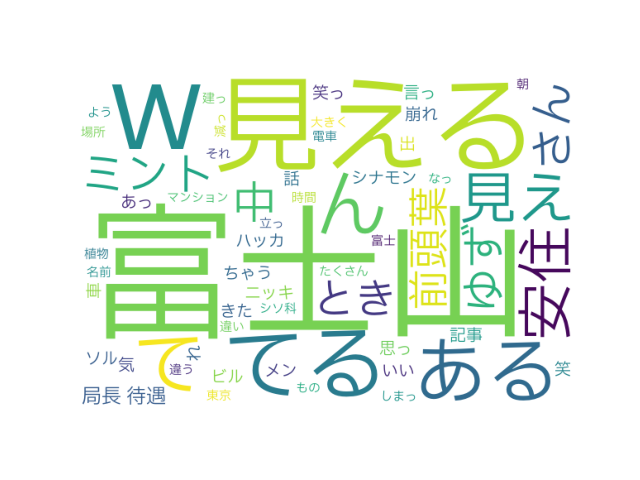 富士山
見える
W
てる
ある
ん
て
見え
安住
さん
前頭葉
ゆず
とき
中
ミント
笑っ
言っ
崩れ
建っ
大きく
電車
朝
よう
場所
それ
出
話
シナモン
なっ
あっ
マンション
時間
立っ
ハッカ
富士
植物
名前
車
ちゃう
たくさん
ニッキ
シソ科
きた
違い
記事
ソル
気
れ
違う
ビル
メン
いい
思っ
笑
もの
しまっ
東京
局長 待遇